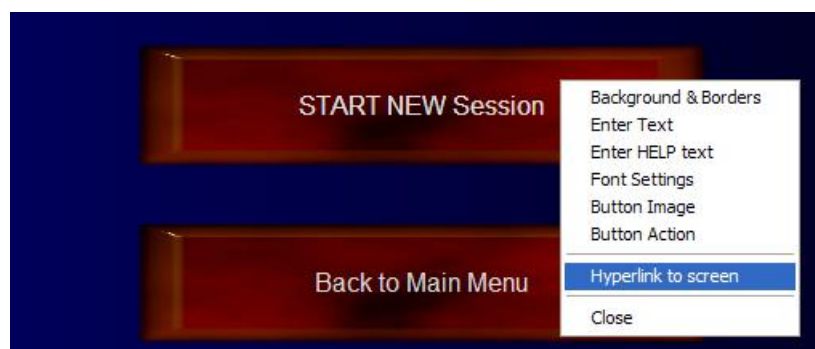 START NEW Session
Background & Borders
Enter Text
Enter HELP text
Font Settings
Button Image
Button Action
Hyperlink to screen
Close
Back to Main Menu